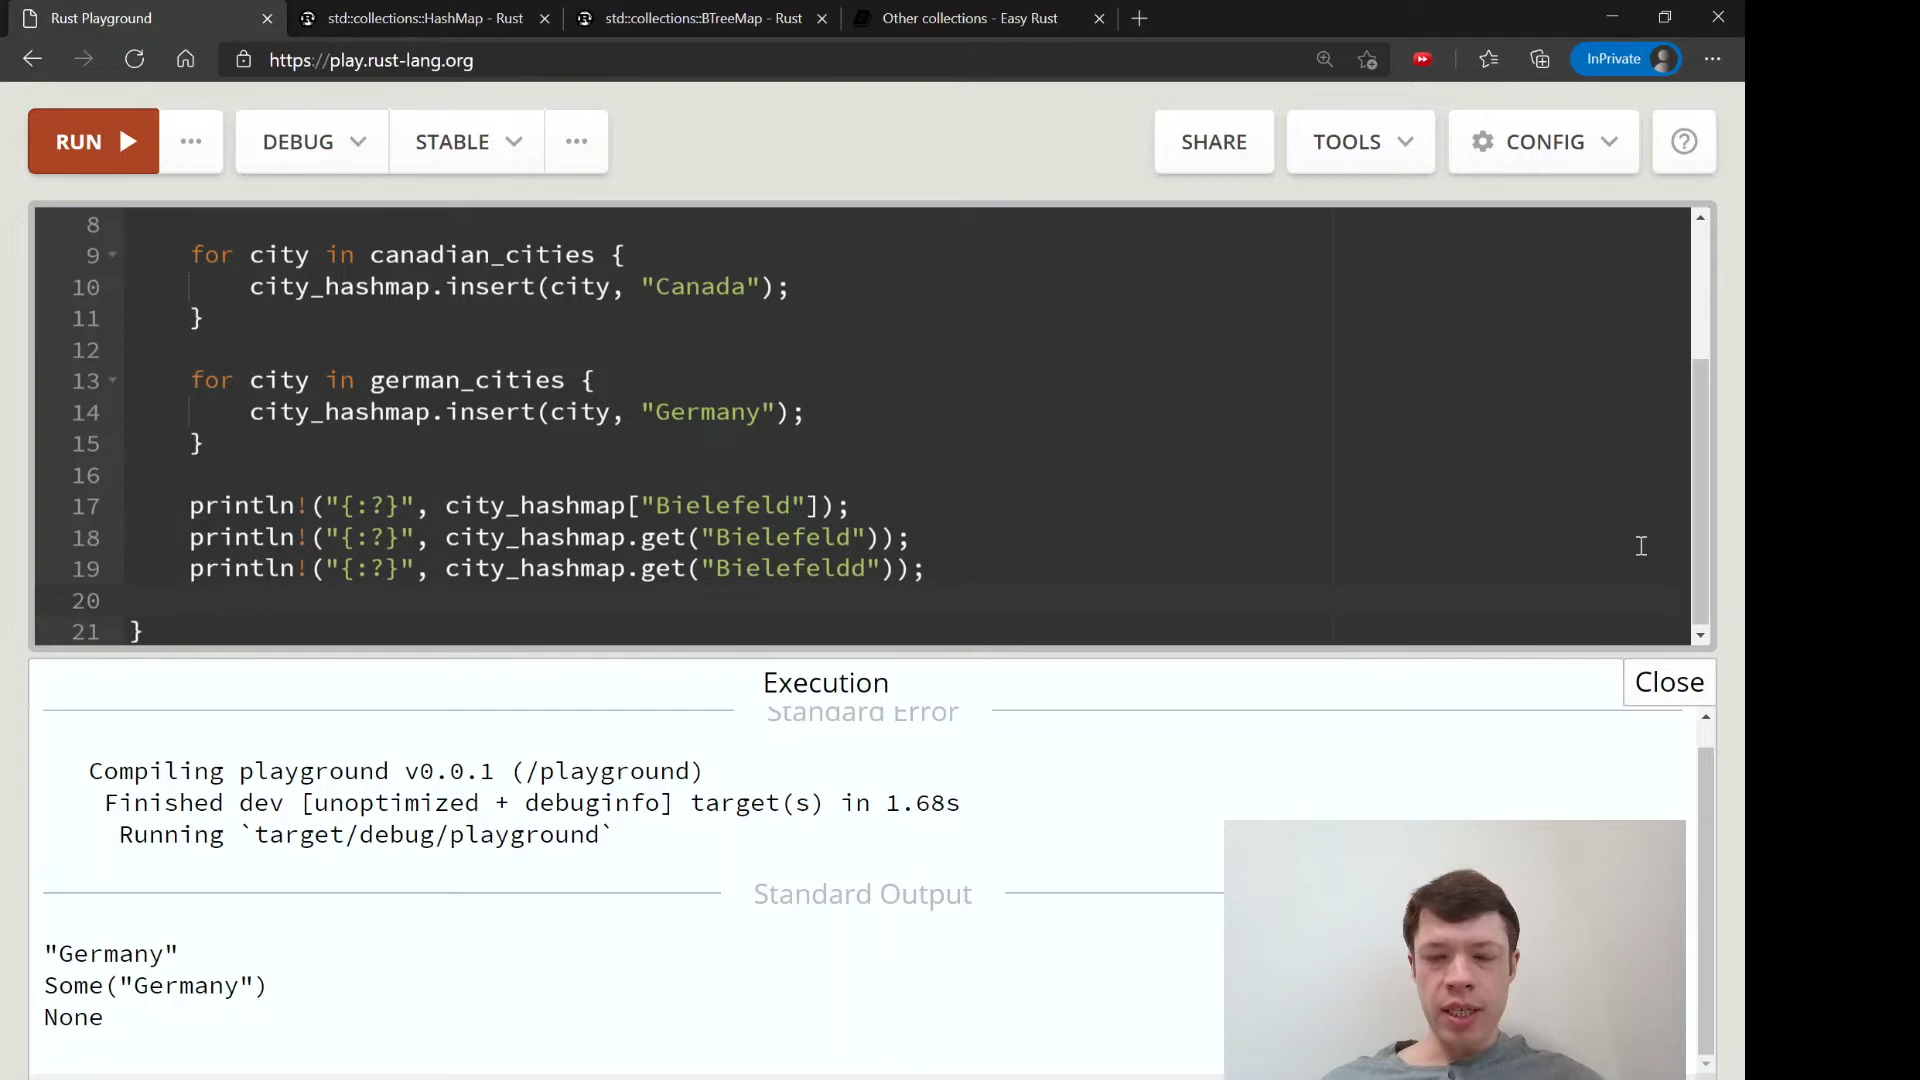 Rust Playground
std::collections::HashMap - Rust
std::collections::BTreeMap - Rust
Other collections - Easy Rust
https://play.rust-lang.org
InPrivate
RUN
DEBUG
STABLE
SHARE
TOOLS
CONFIG
8
9 for city in canadian_cities {
10 city_hashmap.insert(city, "Canada");
11 }
12
13 for city in german_cities {
14 city_hashmap.insert(city, "Germany");
15 }
16
17 println!("{:?}", city_hashmap["Bielefeld"]);
18 println!("{:?}", city_hashmap.get("Bielefeld"));
19 println!("{:?}", city_hashmap.get("Bielefeldd"));
20
21 }
Execution
Close
Standard Error
Compiling playground v0.0.1 (/playground)
Finished dev [unoptimized + debuginfo] target(s) in 1.68s
Running `target/debug/playground`
Standard Output
"Germany"
Some("Germany")
None